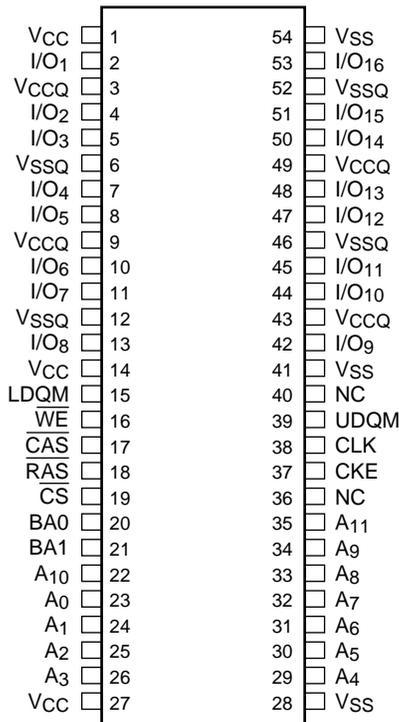 VCC 1 54 VSS
I/O1 2 53 I/O16
VCCQ 3 52 VSSQ
I/O2 4 51 I/O15
I/O3 5 50 I/O14
VSSQ 6 49 VCCQ
I/O4 7 48 I/O13
I/O5 8 47 I/O12
VCCQ 9 46 VSSQ
I/O6 10 45 I/O11
I/O7 11 44 I/O10
VSSQ 12 43 VCCQ
I/O8 13 42 I/O9
VCC 14 41 VSS
LDQM 15 40 NC
WE 16 39 UDQM
CAS 17 38 CLK
RAS 18 37 CKE
CS 19 36 NC
BA0 20 35 A11
BA1 21 34 A9
A10 22 33 A8
A0 23 32 A7
A1 24 31 A6
A2 25 30 A5
A3 26 29 A4
VCC 27 28 VSS